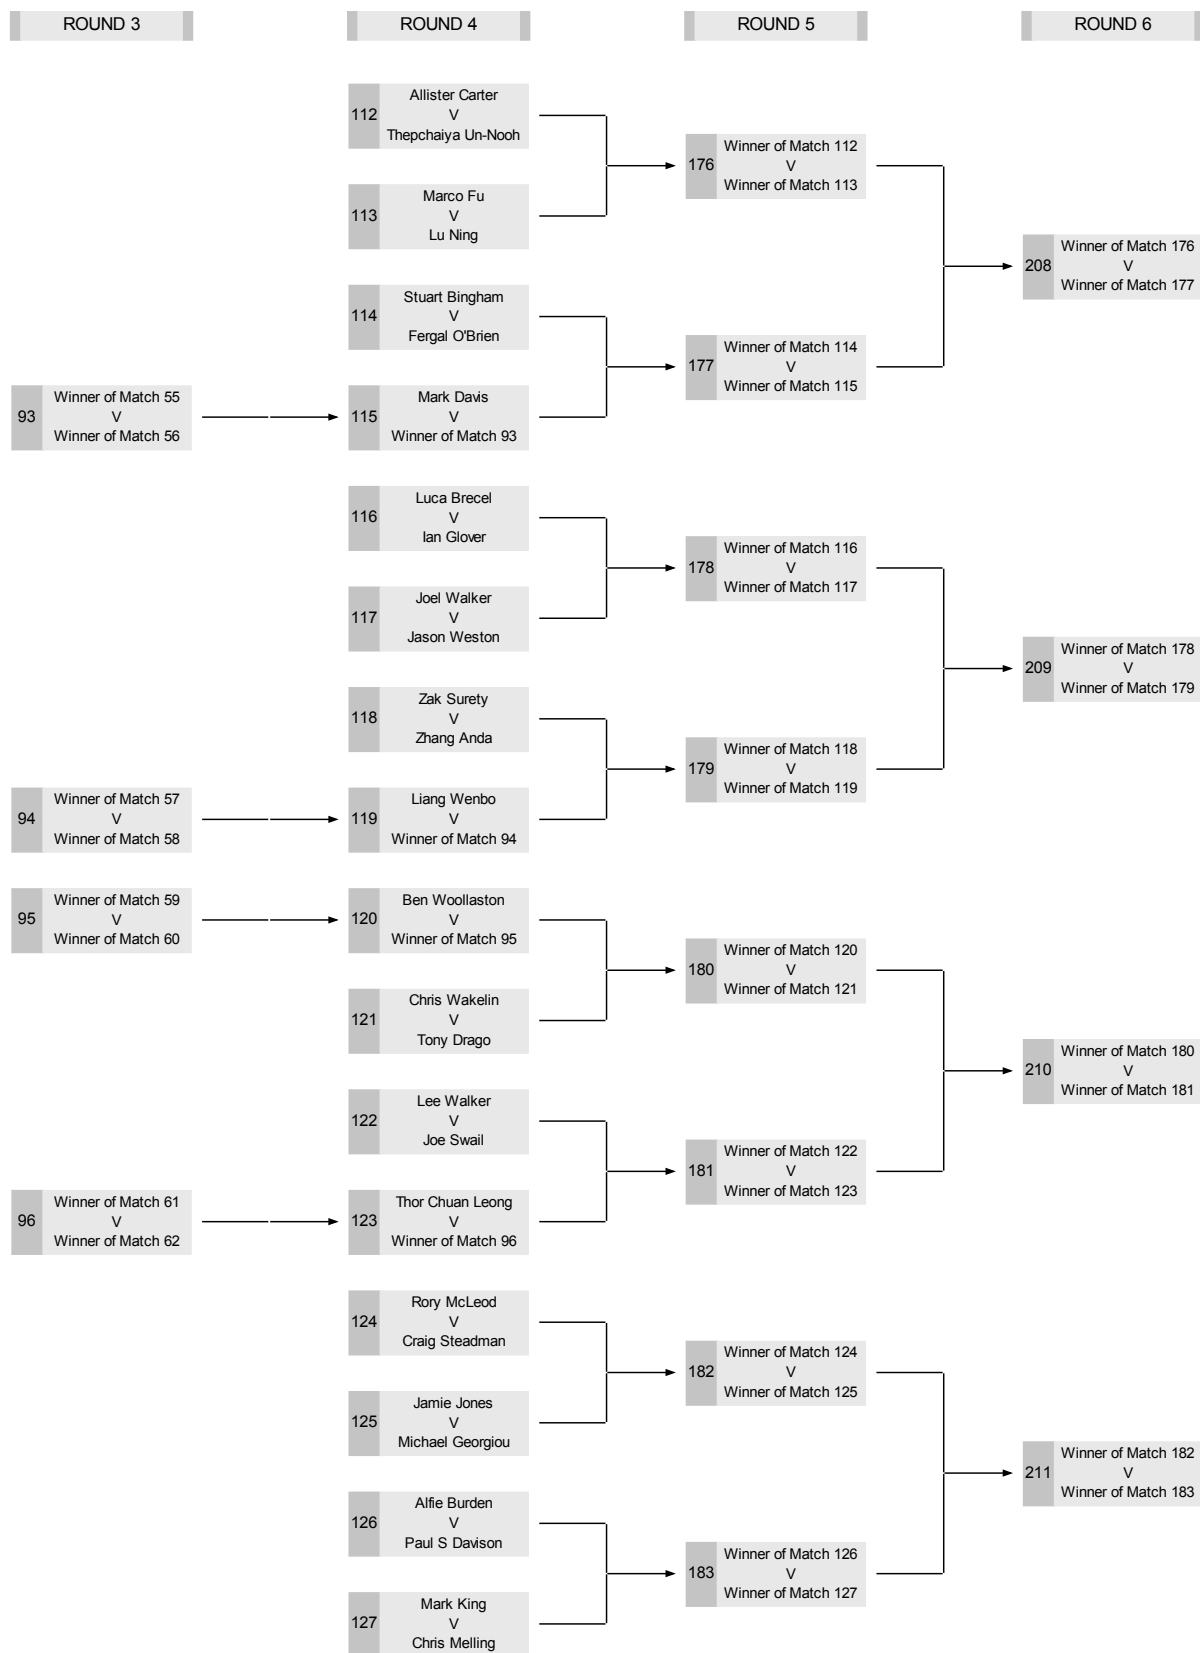 ROUND 3
ROUND 4
ROUND 5
ROUND 6
112
Allister Carter
V
Thepchaiya Un-Nooh
113
Marco Fu
V
Lu Ning
176
Winner of Match 112
V
Winner of Match 113
208
Winner of Match 176
V
Winner of Match 177
114
Stuart Bingham
V
Fergal O'Brien
177
Winner of Match 114
V
Winner of Match 115
93
Winner of Match 55
V
Winner of Match 56
115
Mark Davis
V
Winner of Match 93
116
Luca Brecel
V
Ian Glover
178
Winner of Match 116
V
Winner of Match 117
117
Joel Walker
V
Jason Weston
209
Winner of Match 178
V
Winner of Match 179
118
Zak Surety
V
Zhang Anda
179
Winner of Match 118
V
Winner of Match 119
94
Winner of Match 57
V
Winner of Match 58
119
Liang Wenbo
V
Winner of Match 94
95
Winner of Match 59
V
Winner of Match 60
120
Ben Woollaston
V
Winner of Match 95
180
Winner of Match 120
V
Winner of Match 121
121
Chris Wakelin
V
Tony Drago
210
Winner of Match 180
V
Winner of Match 181
122
Lee Walker
V
Joe Swail
181
Winner of Match 122
V
Winner of Match 123
96
Winner of Match 61
V
Winner of Match 62
123
Thor Chuan Leong
V
Winner of Match 96
124
Rory McLeod
V
Craig Steadman
182
Winner of Match 124
V
Winner of Match 125
125
Jamie Jones
V
Michael Georgiou
211
Winner of Match 182
V
Winner of Match 183
126
Alfie Burden
V
Paul S Davison
183
Winner of Match 126
V
Winner of Match 127
127
Mark King
V
Chris Melling